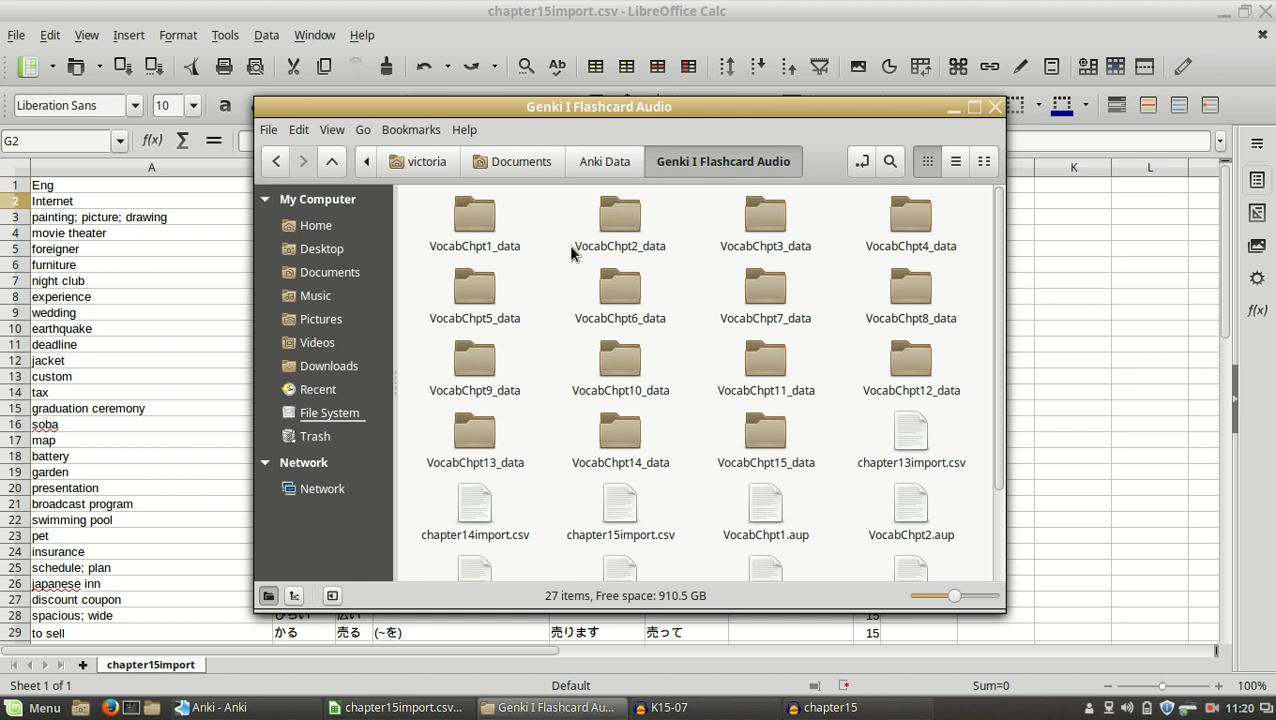 chapter15import.csv - LibreOffice Calc
File Edit View Insert Format Tools Data Window Help
Liberation Sans 10 a
G2 f(x) Σ =
Genki I Flashcard Audio
File Edit View Go Bookmarks Help
victoria Documents Anki Data Genki I Flashcard Audio
My Computer
Home
Desktop
Documents
Music
Pictures
Videos
Downloads
Recent
File System
Trash
Network
Network
VocabChpt1_data VocabChpt2_data VocabChpt3_data VocabChpt4_data
VocabChpt5_data VocabChpt6_data VocabChpt7_data VocabChpt8_data
VocabChpt9_data VocabChpt10_data VocabChpt11_data VocabChpt12_data
VocabChpt13_data VocabChpt14_data VocabChpt15_data chapter13import.csv
chapter14import.csv chapter15import.csv VocabChpt1.aup VocabChpt2.aup
27 items, Free space: 910.5 GB
A K L
1 Eng
2 Internet
3 painting; picture; drawing
4 movie theater
5 foreigner
6 furniture
7 night club
8 experience
9 wedding
10 earthquake
11 deadline
12 jacket
13 custom
14 tax
15 graduation ceremony
16 soba
17 map
18 battery
19 garden
20 presentation
21 broadcast program
22 swimming pool
23 pet
24 insurance
25 schedule; plan
26 japanese inn
27 discount coupon
28 spacious; wide ひろい 広い 15
29 to sell かる 売る (~を) 売ります 売って 15
chapter15import
Sheet 1 of 1 Default Sum=0 100%
Menu Anki - Anki chapter15import.csv... Genki I Flashcard Au... K15-07 chapter15 11:20